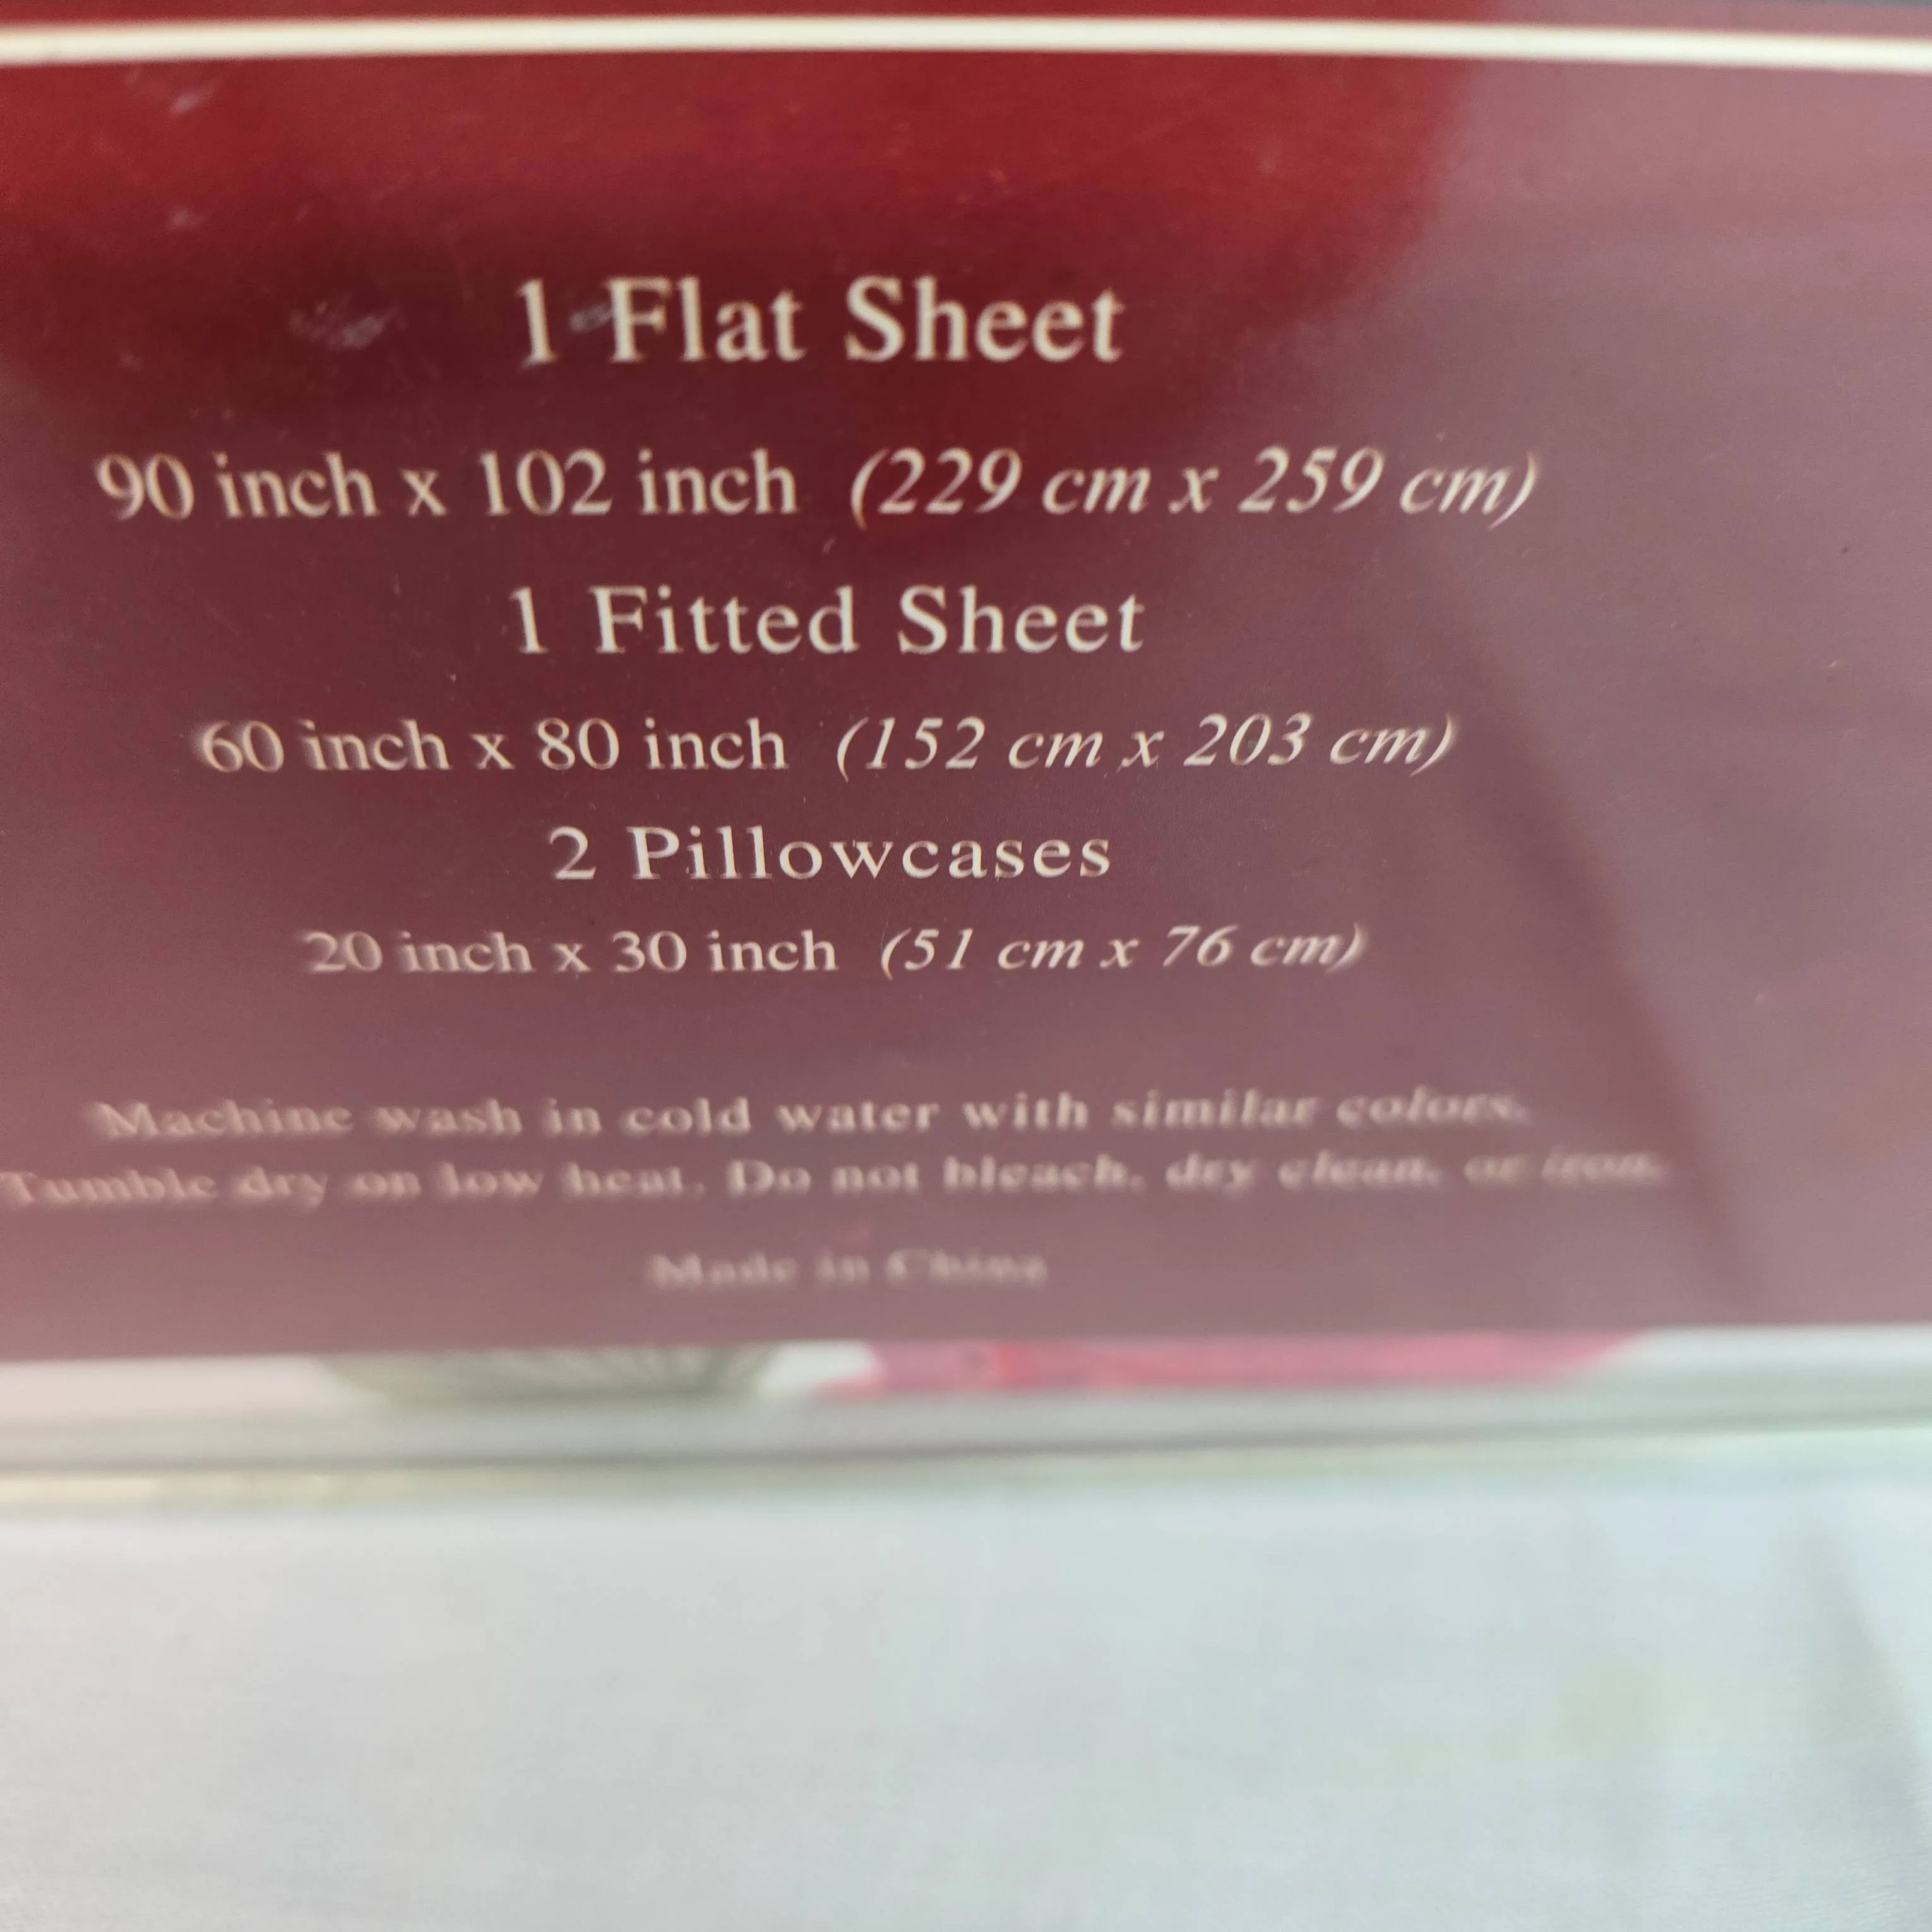 1 Flat Sheet
90 inch x 102 inch (229 cm x 259 cm)
1 Fitted Sheet
60 inch x 80 inch (152 cm x 203 cm)
2 Pillowcases
20 inch x 30 inch (51 cm x 76 cm)
Machine wash in cold water with similar colors.
Tumble dry on low heat. Do not bleach, dry clean, or iron.
Made in China